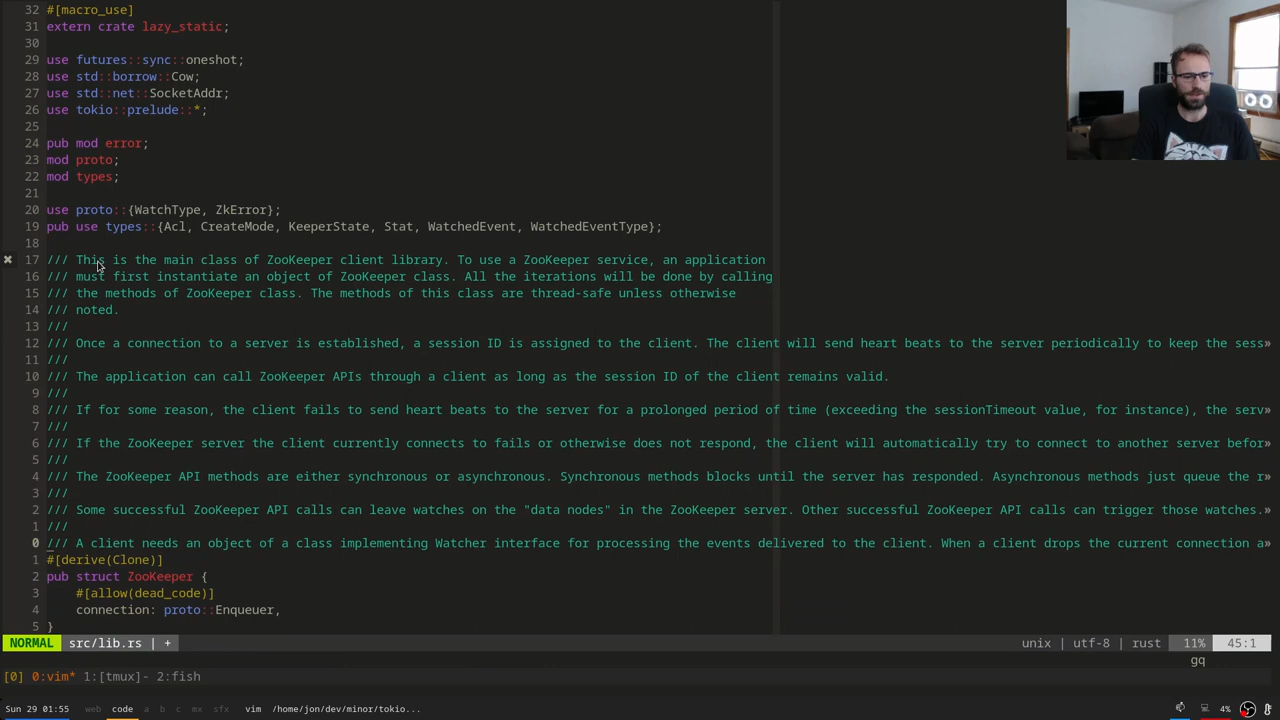 32 #[macro_use]
31 extern crate lazy_static;
30
29 use futures::sync::oneshot;
28 use std::borrow::Cow;
27 use std::net::SocketAddr;
26 use tokio::prelude::*;
25
24 pub mod error;
23 mod proto;
22 mod types;
21
20 use proto::{WatchType, ZkError};
19 pub use types::{Acl, CreateMode, KeeperState, Stat, WatchedEvent, WatchedEventType};
18
✖ 17 /// This is the main class of ZooKeeper client library. To use a ZooKeeper service, an application
16 /// must first instantiate an object of ZooKeeper class. All the iterations will be done by calling
15 /// the methods of ZooKeeper class. The methods of this class are thread-safe unless otherwise
14 /// noted.
13 ///
12 /// Once a connection to a server is established, a session ID is assigned to the client. The client will send heart beats to the server periodically to keep the sess»
11 ///
10 /// The application can call ZooKeeper APIs through a client as long as the session ID of the client remains valid.
9 ///
8 /// If for some reason, the client fails to send heart beats to the server for a prolonged period of time (exceeding the sessionTimeout value, for instance), the serv»
7 ///
6 /// If the ZooKeeper server the client currently connects to fails or otherwise does not respond, the client will automatically try to connect to another server befor»
5 ///
4 /// The ZooKeeper API methods are either synchronous or asynchronous. Synchronous methods blocks until the server has responded. Asynchronous methods just queue the r»
3 ///
2 /// Some successful ZooKeeper API calls can leave watches on the "data nodes" in the ZooKeeper server. Other successful ZooKeeper API calls can trigger those watches.»
1 ///
0 /// A client needs an object of a class implementing Watcher interface for processing the events delivered to the client. When a client drops the current connection a»
1 #[derive(Clone)]
2 pub struct ZooKeeper {
3 #[allow(dead_code)]
4 connection: proto::Enqueuer,
5 }
NORMAL src/lib.rs | + unix | utf-8 | rust 11% 45:1
gq
[0] 0:vim* 1:[tmux]- 2:fish
Sun 29 01:55 web code a b c mx sfx vim /home/jon/dev/minor/tokio... 4%